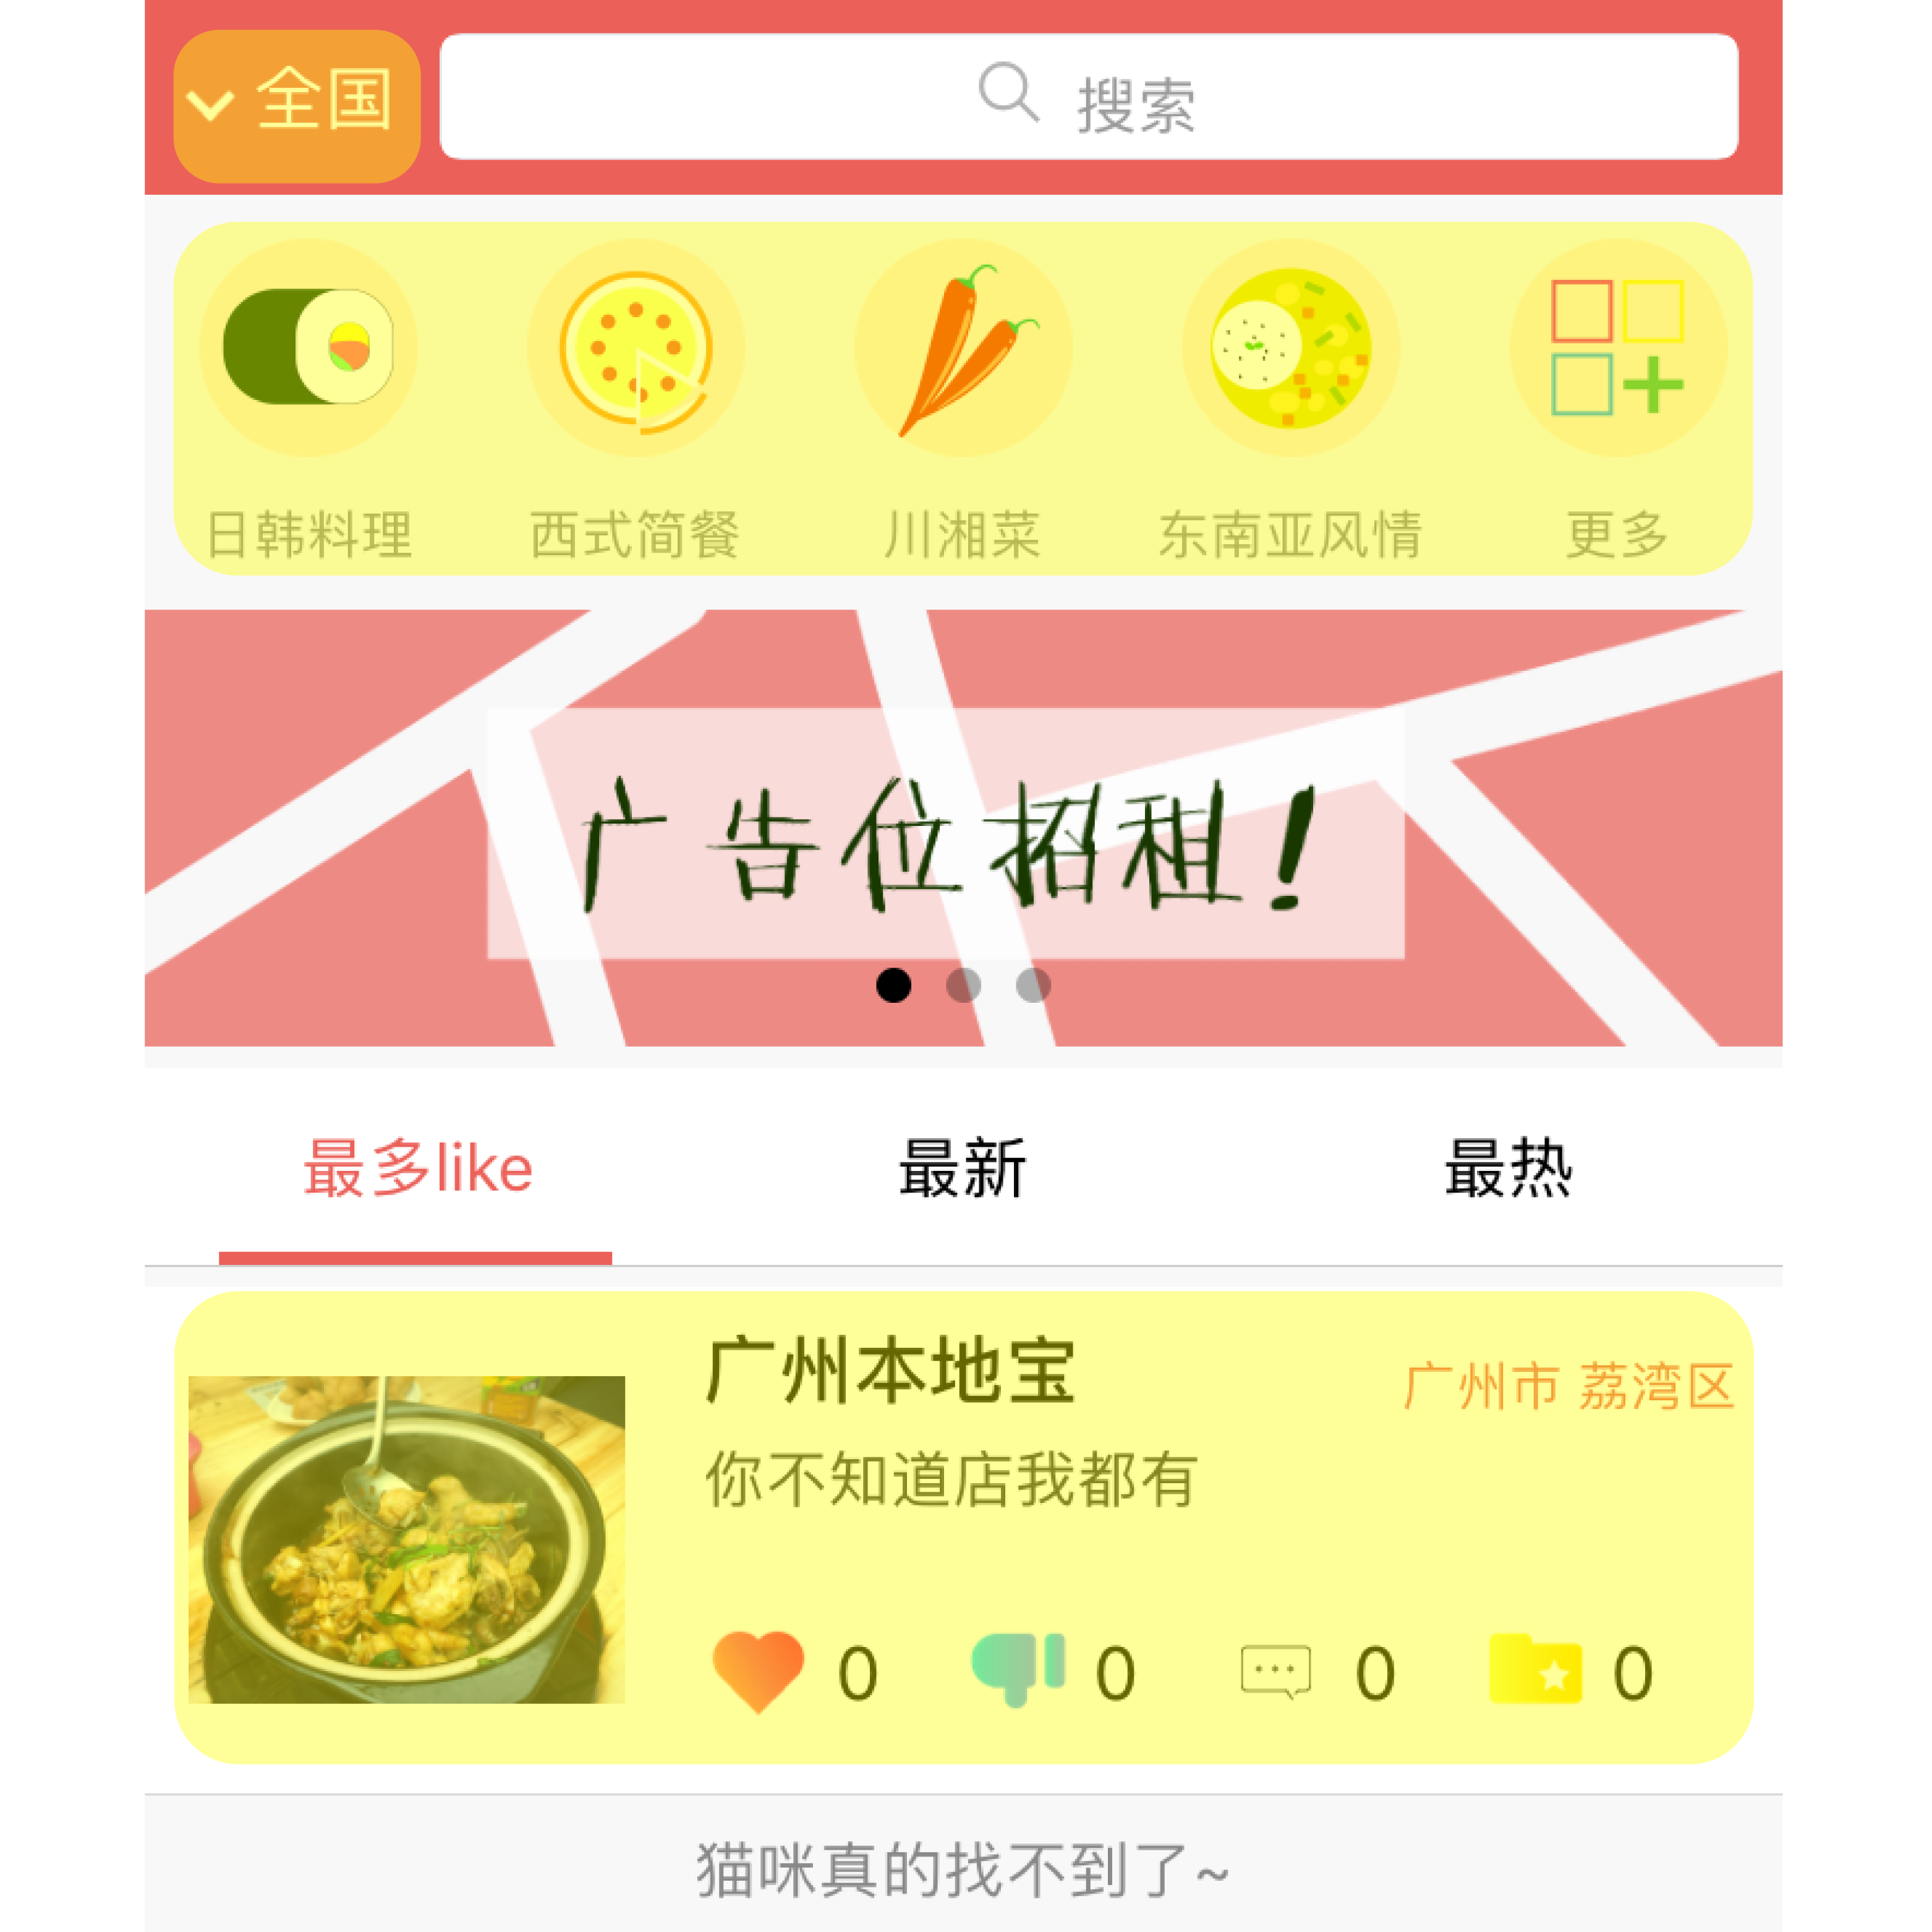 全国
搜索
日韩料理 西式简餐 川湘菜 东南亚风情 更多
广告位招租!
最多like 最新 最热
广州本地宝
广州市 荔湾区
你不知道店我都有
0 0 0 0
猫咪真的找不到了~